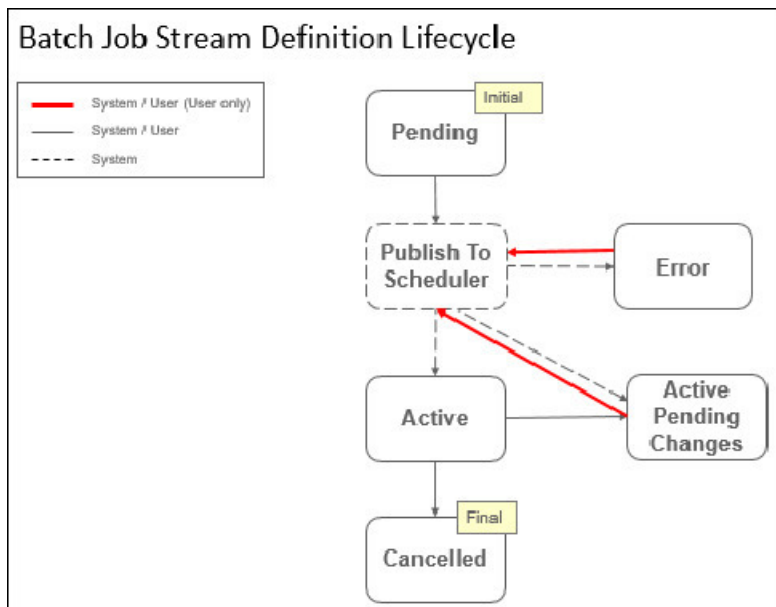 Batch Job Stream Definition Lifecycle
System / User (User only)
System / User
System
Initial
Pending
Publish To
Scheduler
Error
Active
Active
Pending
Changes
Final
Cancelled